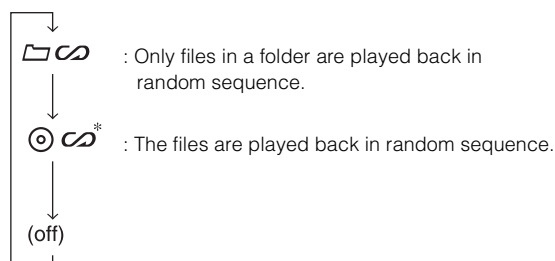 : Only files in a folder are played back in
random sequence.
* : The files are played back in random sequence.
(off)